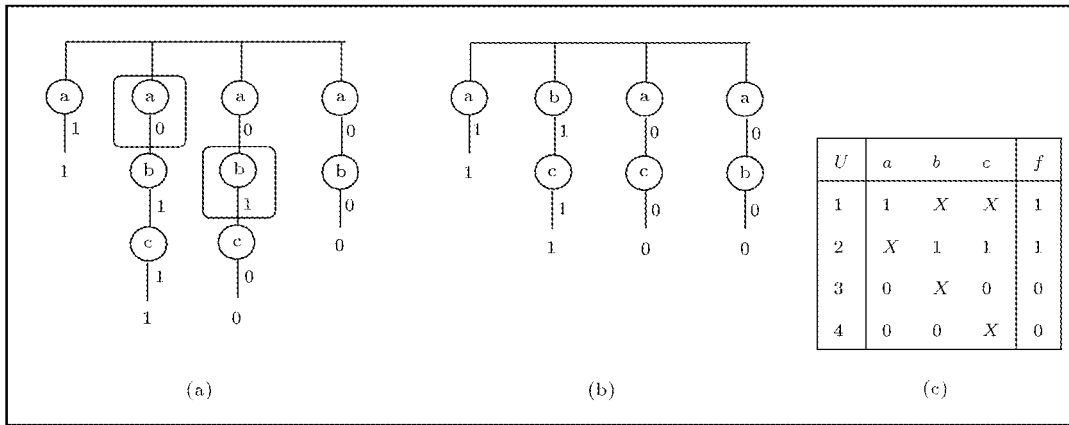 a a a a
1 0 0 0
1 b b b
1 1 0
c c 0
1 0
1 0
(a)
a b a a
1 1 0 0
1 c c b
1 0 0
1 0 0
(b)
U a b c f
1 1 X X 1
2 X 1 1 1
3 0 X 0 0
4 0 0 X 0
(c)